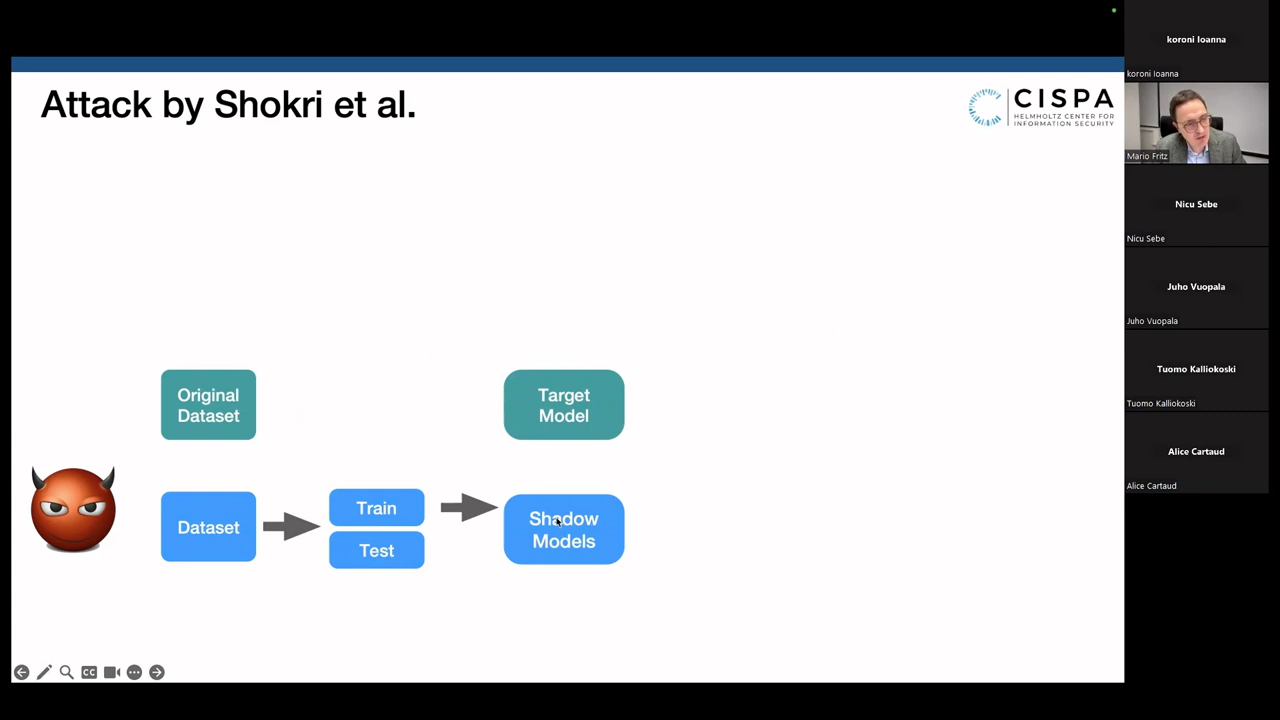 Attack by Shokri et al.
CISPA
HELMHOLTZ CENTER FOR
INFORMATION SECURITY
Original
Dataset
Target
Model
Dataset
Train
Test
Shadow
Models
CC
koroni Ioanna
koroni Ioanna
Mario Fritz
Nicu Sebe
Nicu Sebe
Juho Vuopala
Juho Vuopala
Tuomo Kalliokoski
Tuomo Kalliokoski
Alice Cartaud
Alice Cartaud